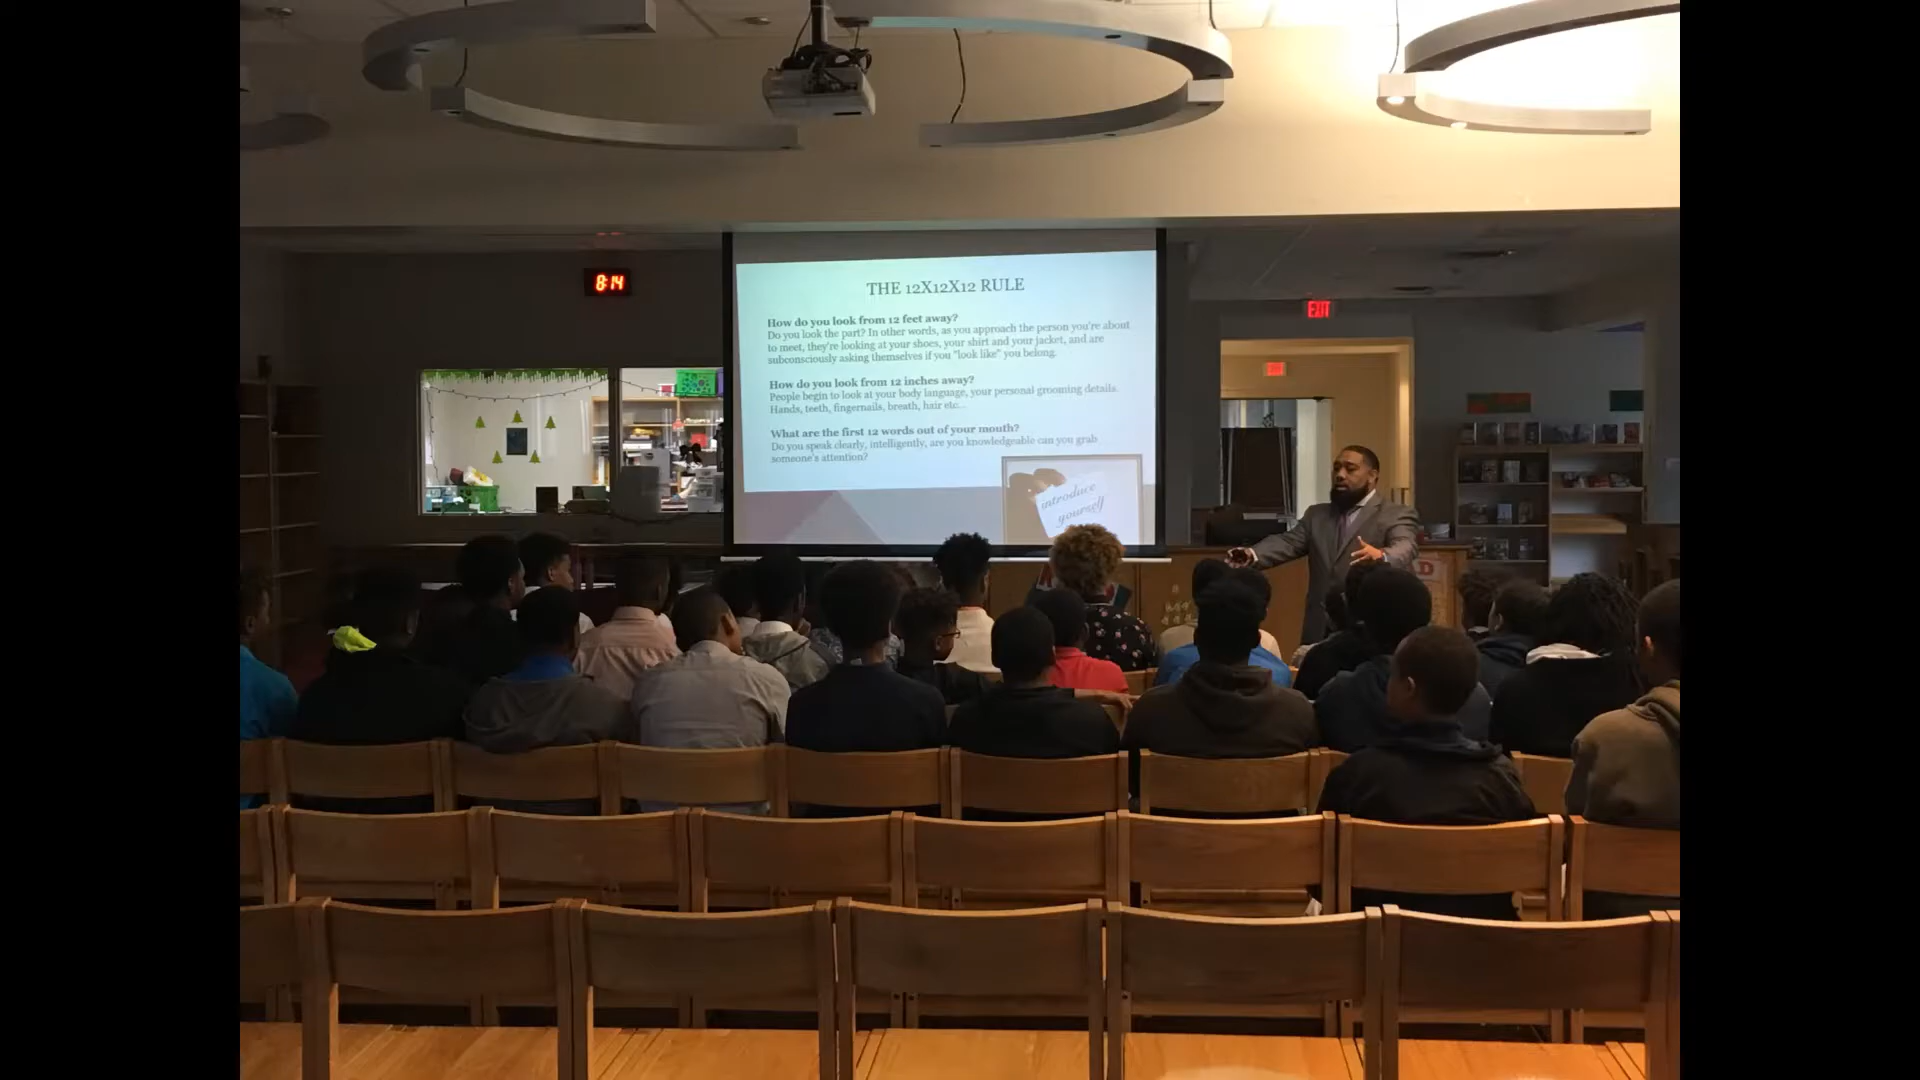 8:14
EXIT
THE 12X12X12 RULE
How do you look from 12 feet away?
Do you look the part? In other words, as you approach the person you're about
to meet, they're looking at your shoes, your shirt and your jacket, and are
subconsciously asking themselves if you "look like" you belong.
How do you look from 12 inches away?
People begin to look at your body language, your personal grooming details.
Hands, teeth, fingernails, breath, hair etc...
What are the first 12 words out of your mouth?
Do you speak clearly, intelligently, are you knowledgeable can you grab
someone's attention?
introduce
yourself
EXIT